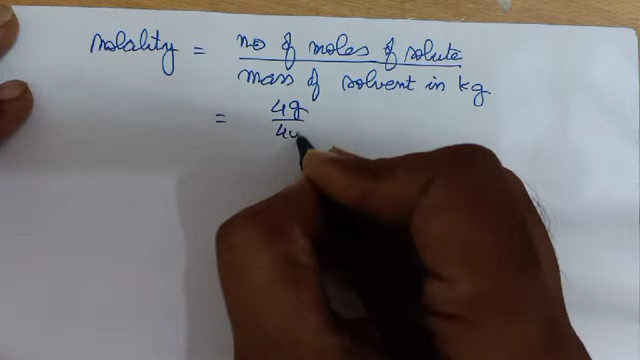 Molality = no of moles of solute
mass of solvent in kg
= 4g